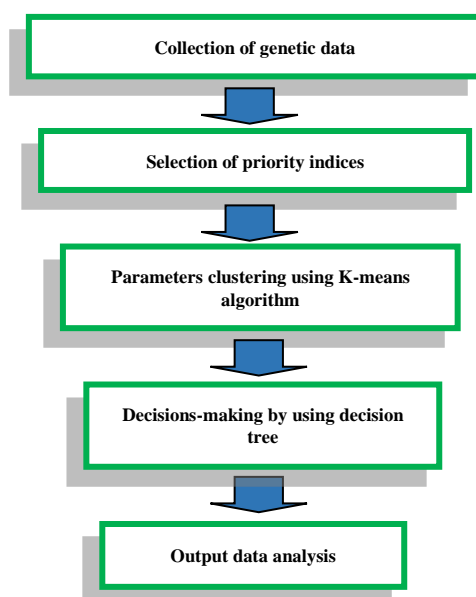 Collection of genetic data
Selection of priority indices
Parameters clustering using K-means
algorithm
Decisions-making by using decision
tree
Output data analysis